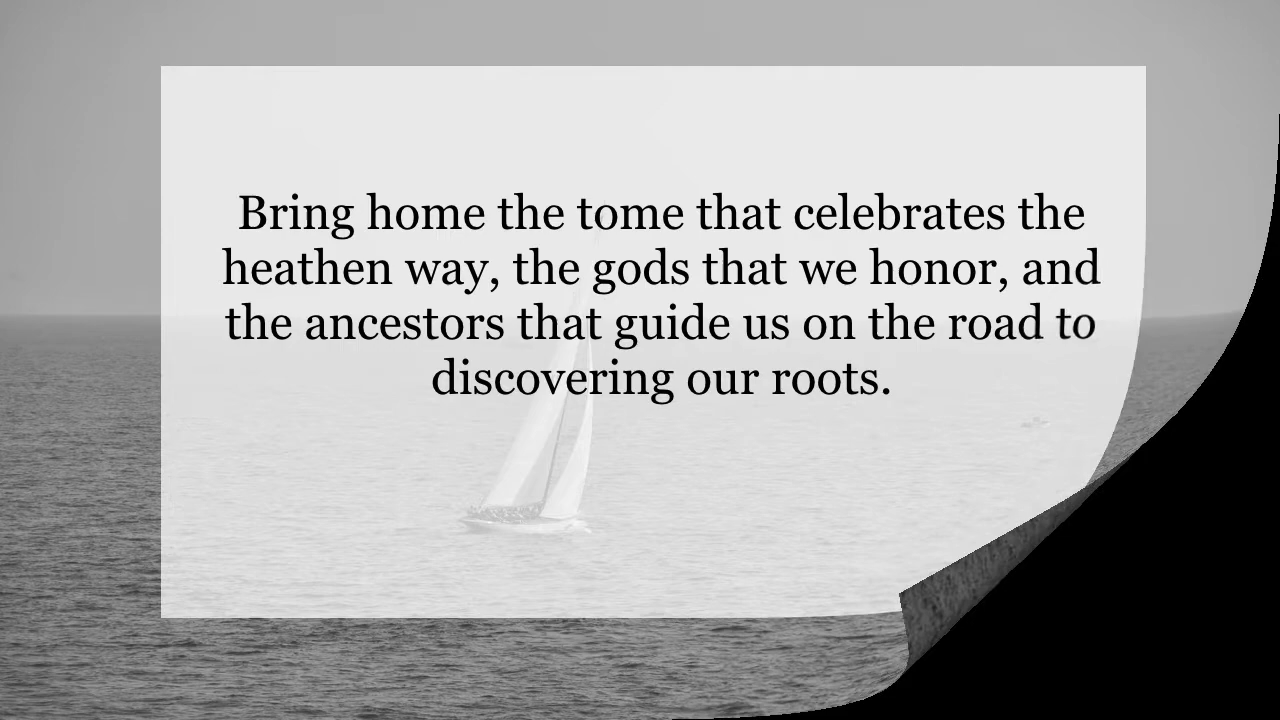 Bring home the tome that celebrates the
heathen way, the gods that we honor, and
the ancestors that guide us on the road to
discovering our roots.